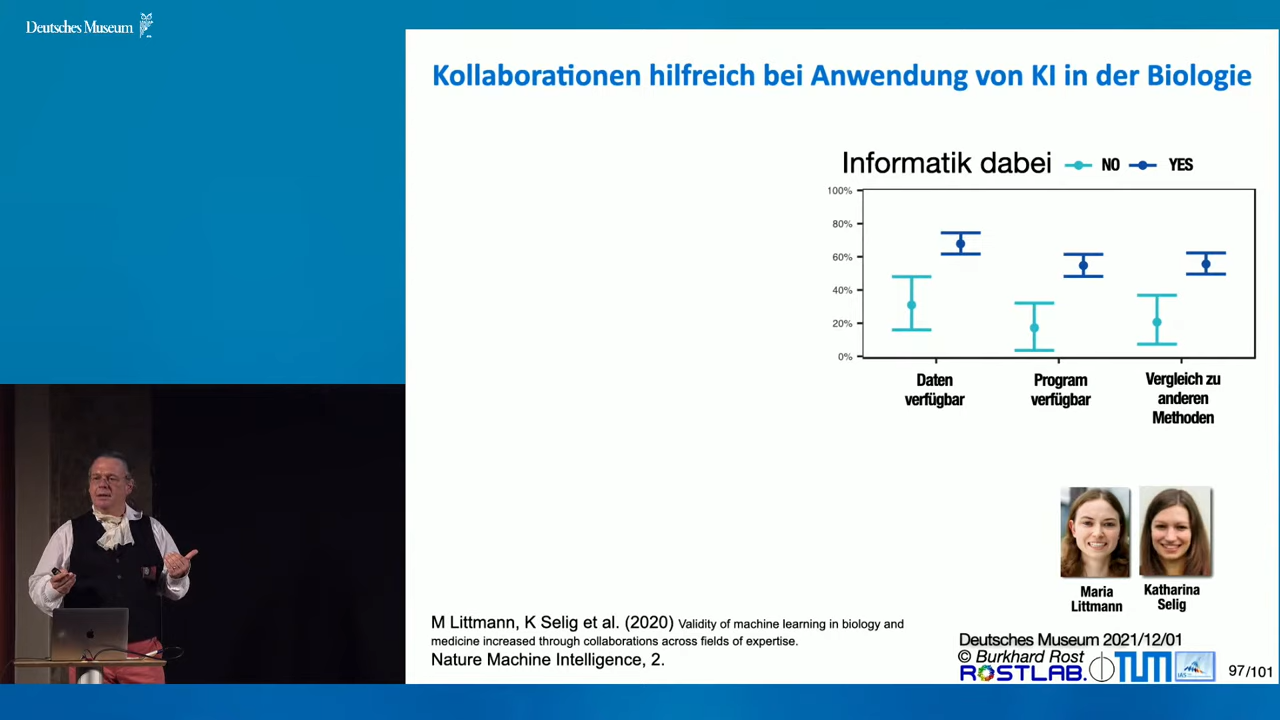 Deutsches Museum
Kollaborationen hilfreich bei Anwendung von KI in der Biologie
Informatik dabei NO YES
100%
80%
60%
40%
20%
0%
Daten
verfügbar
Program
verfügbar
Vergleich zu
anderen
Methoden
Maria
Littmann
Katharina
Selig
M Littmann, K Selig et al. (2020) Validity of machine learning in biology and
medicine increased through collaborations across fields of expertise.
Nature Machine Intelligence, 2.
Deutsches Museum 2021/12/01
© Burkhard Rost
ROSTLAB. TUM IAS
97/101